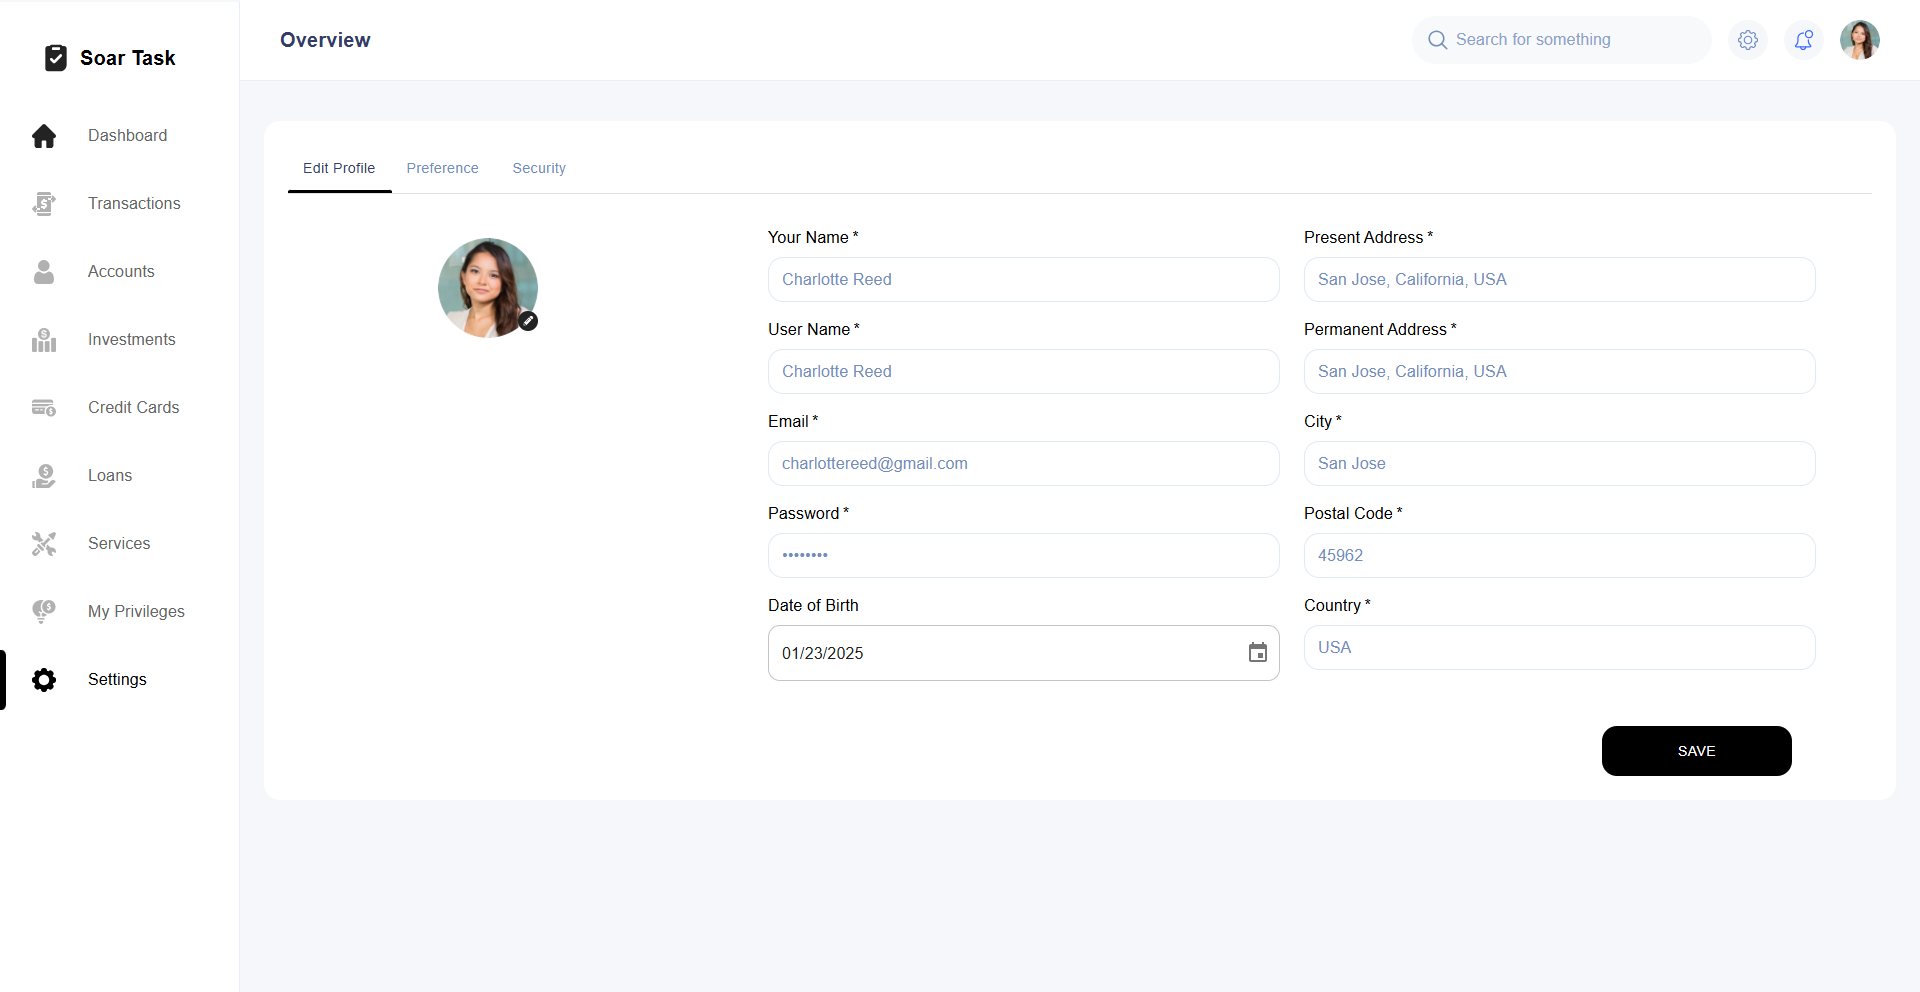 Soar Task
Overview
Search for something
Dashboard
Transactions
Accounts
Investments
Credit Cards
Loans
Services
My Privileges
Settings
Edit Profile
Preference
Security
Your Name *
Charlotte Reed
User Name *
Charlotte Reed
Email *
charlottereed@gmail.com
Password *
••••••••
Date of Birth
01/23/2025
Present Address *
San Jose, California, USA
Permanent Address *
San Jose, California, USA
City *
San Jose
Postal Code *
45962
Country *
USA
SAVE